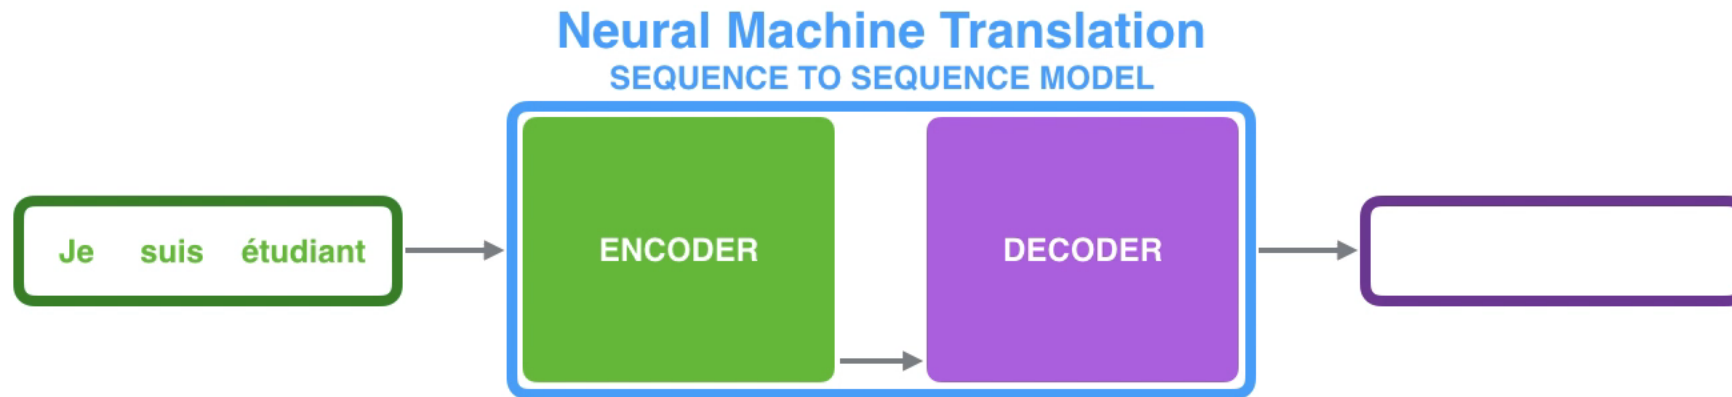 Neural Machine Translation
SEQUENCE TO SEQUENCE MODEL
Je suis étudiant
ENCODER
DECODER